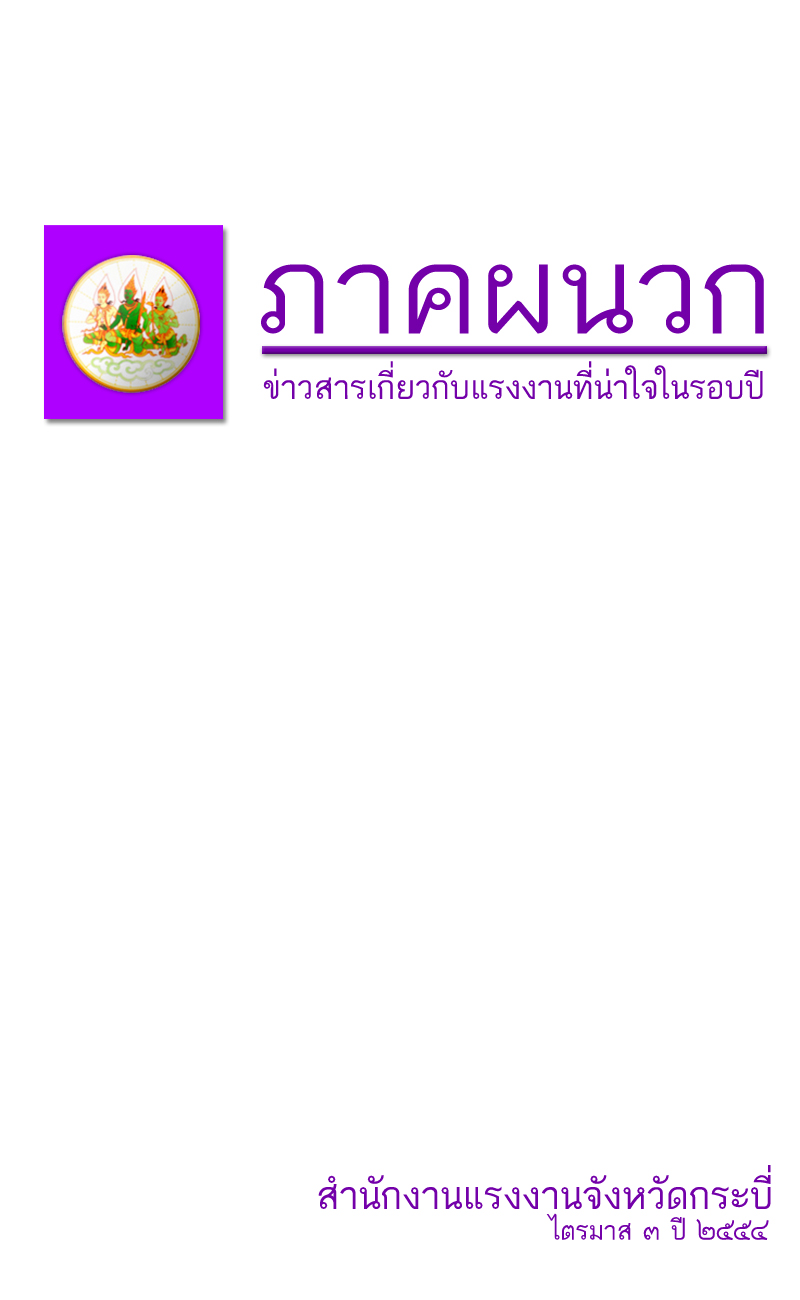 ภาคผนวก
ข่าวสารเกี่ยวกับแรงงานที่น่าใจในรอบปี
สำนักงานแรงงานจังหวัดกระบี่
ไตรมาส ๓ ปี ๒๕๕๔